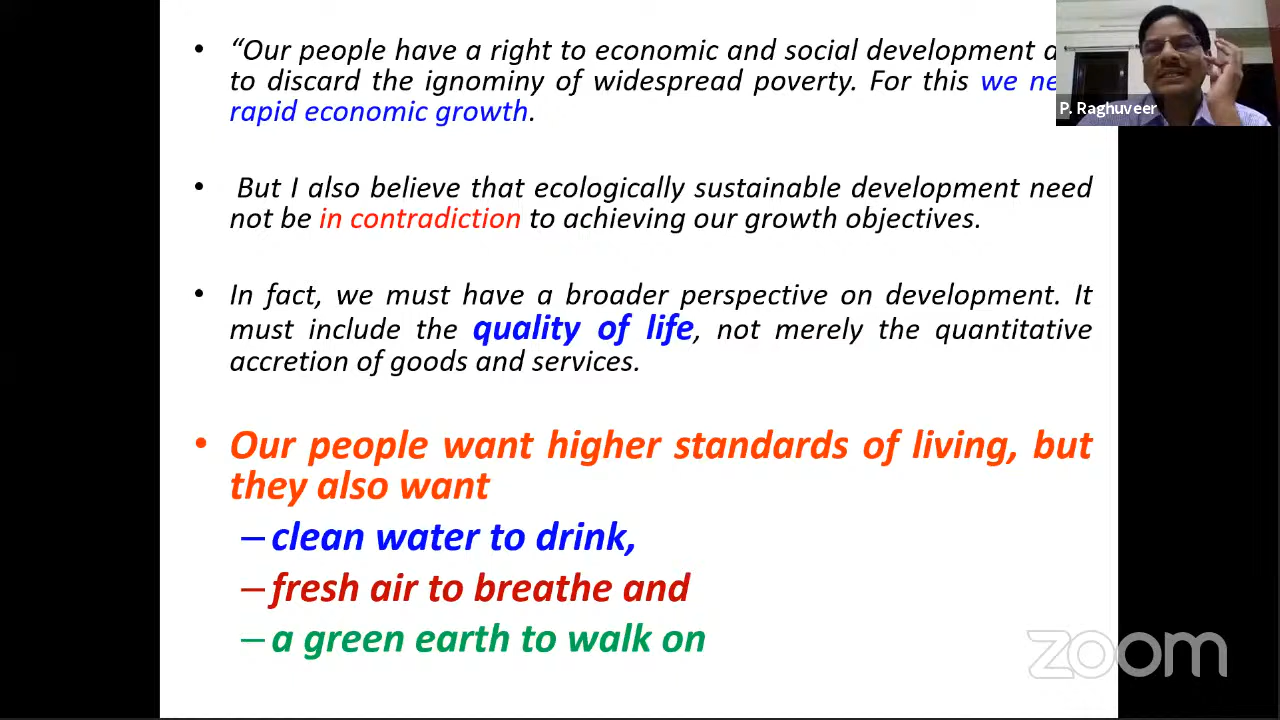 • “Our people have a right to economic and social development
to discard the ignominy of widespread poverty. For this we
rapid economic growth.
• But I also believe that ecologically sustainable development need
not be in contradiction to achieving our growth objectives.
• In fact, we must have a broader perspective on development. It
must include the quality of life, not merely the quantitative
accretion of goods and services.
• Our people want higher standards of living, but
they also want
– clean water to drink,
– fresh air to breathe and
– a green earth to walk on
P. Raghuveer
zoom